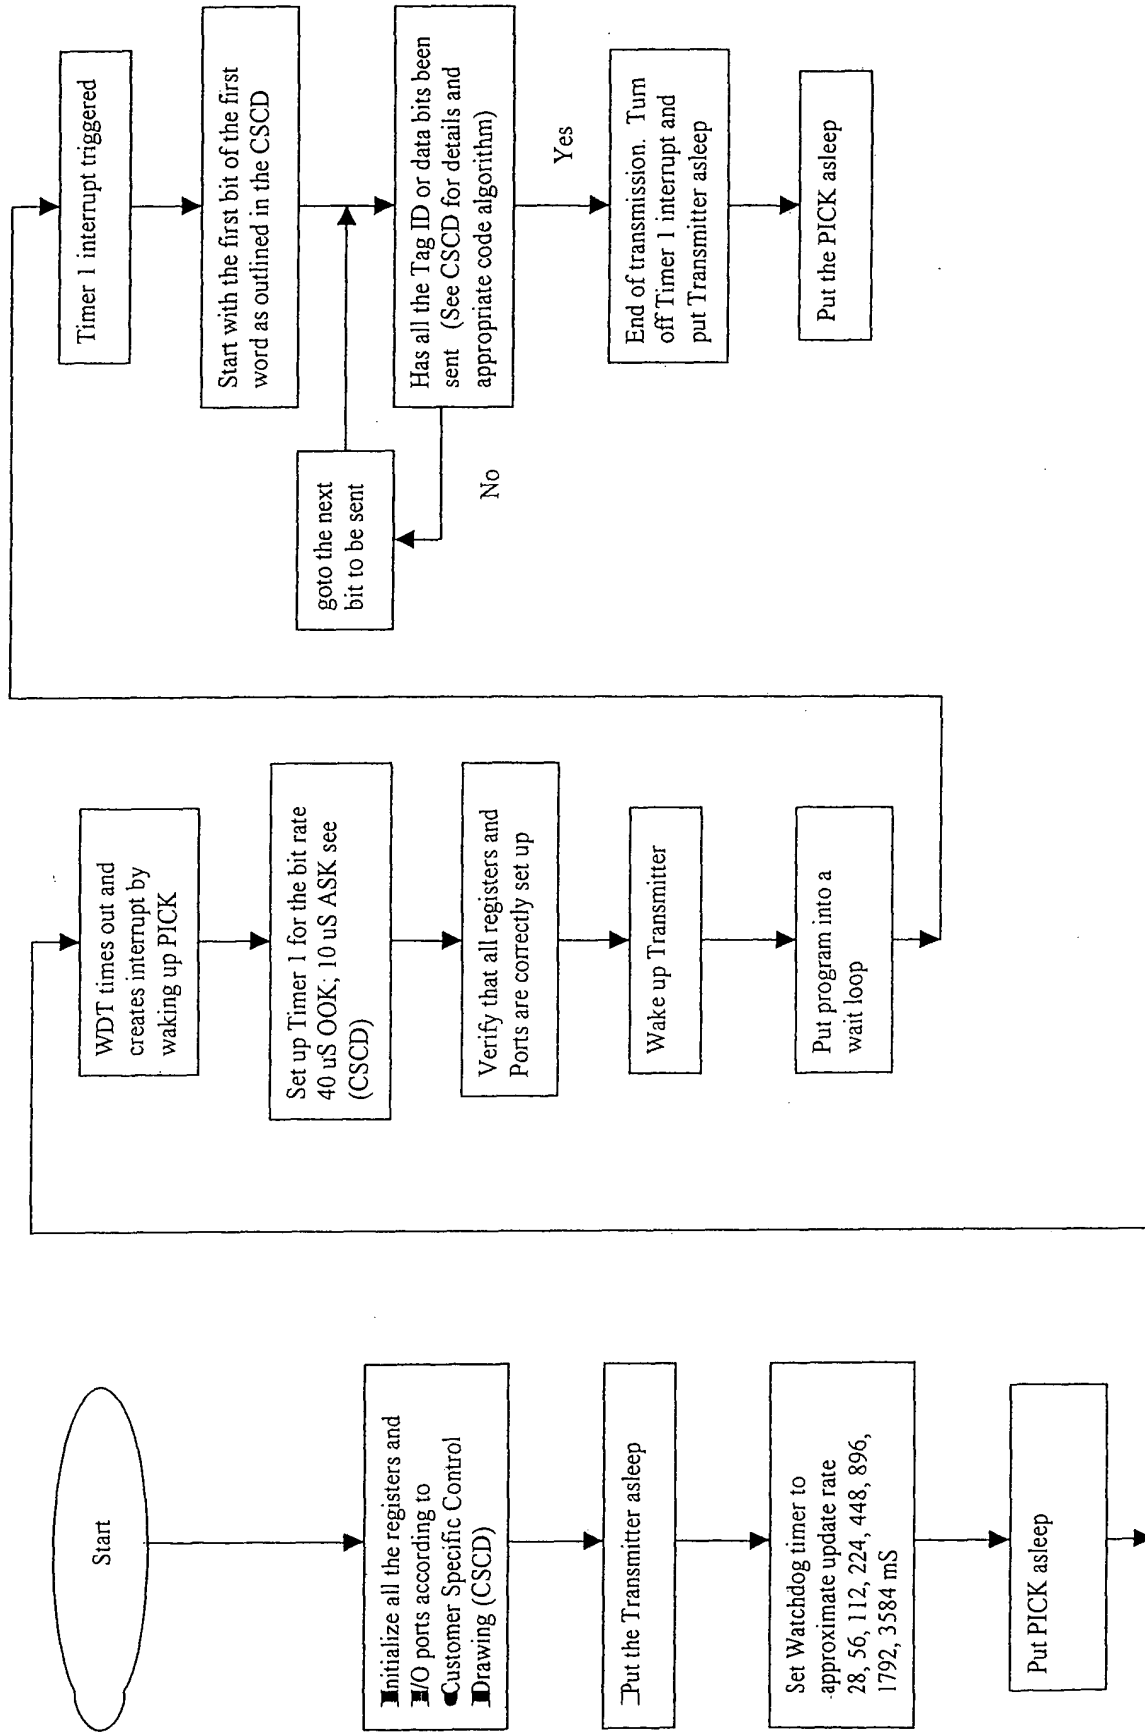 Start
Initialize all the registers and
I/O ports according to
Customer Specific Control
Drawing (CSCD)
Put the Transmitter asleep
Set Watchdog timer to
approximate update rate
28, 56, 112, 224, 448, 896,
1792, 3584 mS
Put PICK asleep
WDT times out and
creates interrupt by
waking up PICK
Set up Timer 1 for the bit rate
40 uS OOK; 10 uS ASK see
(CSCD)
Verify that all registers and
Ports are correctly set up
Wake up Transmitter
Put program into a
wait loop
Timer 1 interrupt triggered
Start with the first bit of the first
word as outlined in the CSCD
goto the next
bit to be sent
No
Has all the Tag ID or data bits been
sent (See CSCD for details and
appropriate code algorithm)
Yes
End of transmission. Turn
off Timer 1 interrupt and
put Transmitter asleep
Put the PICK asleep